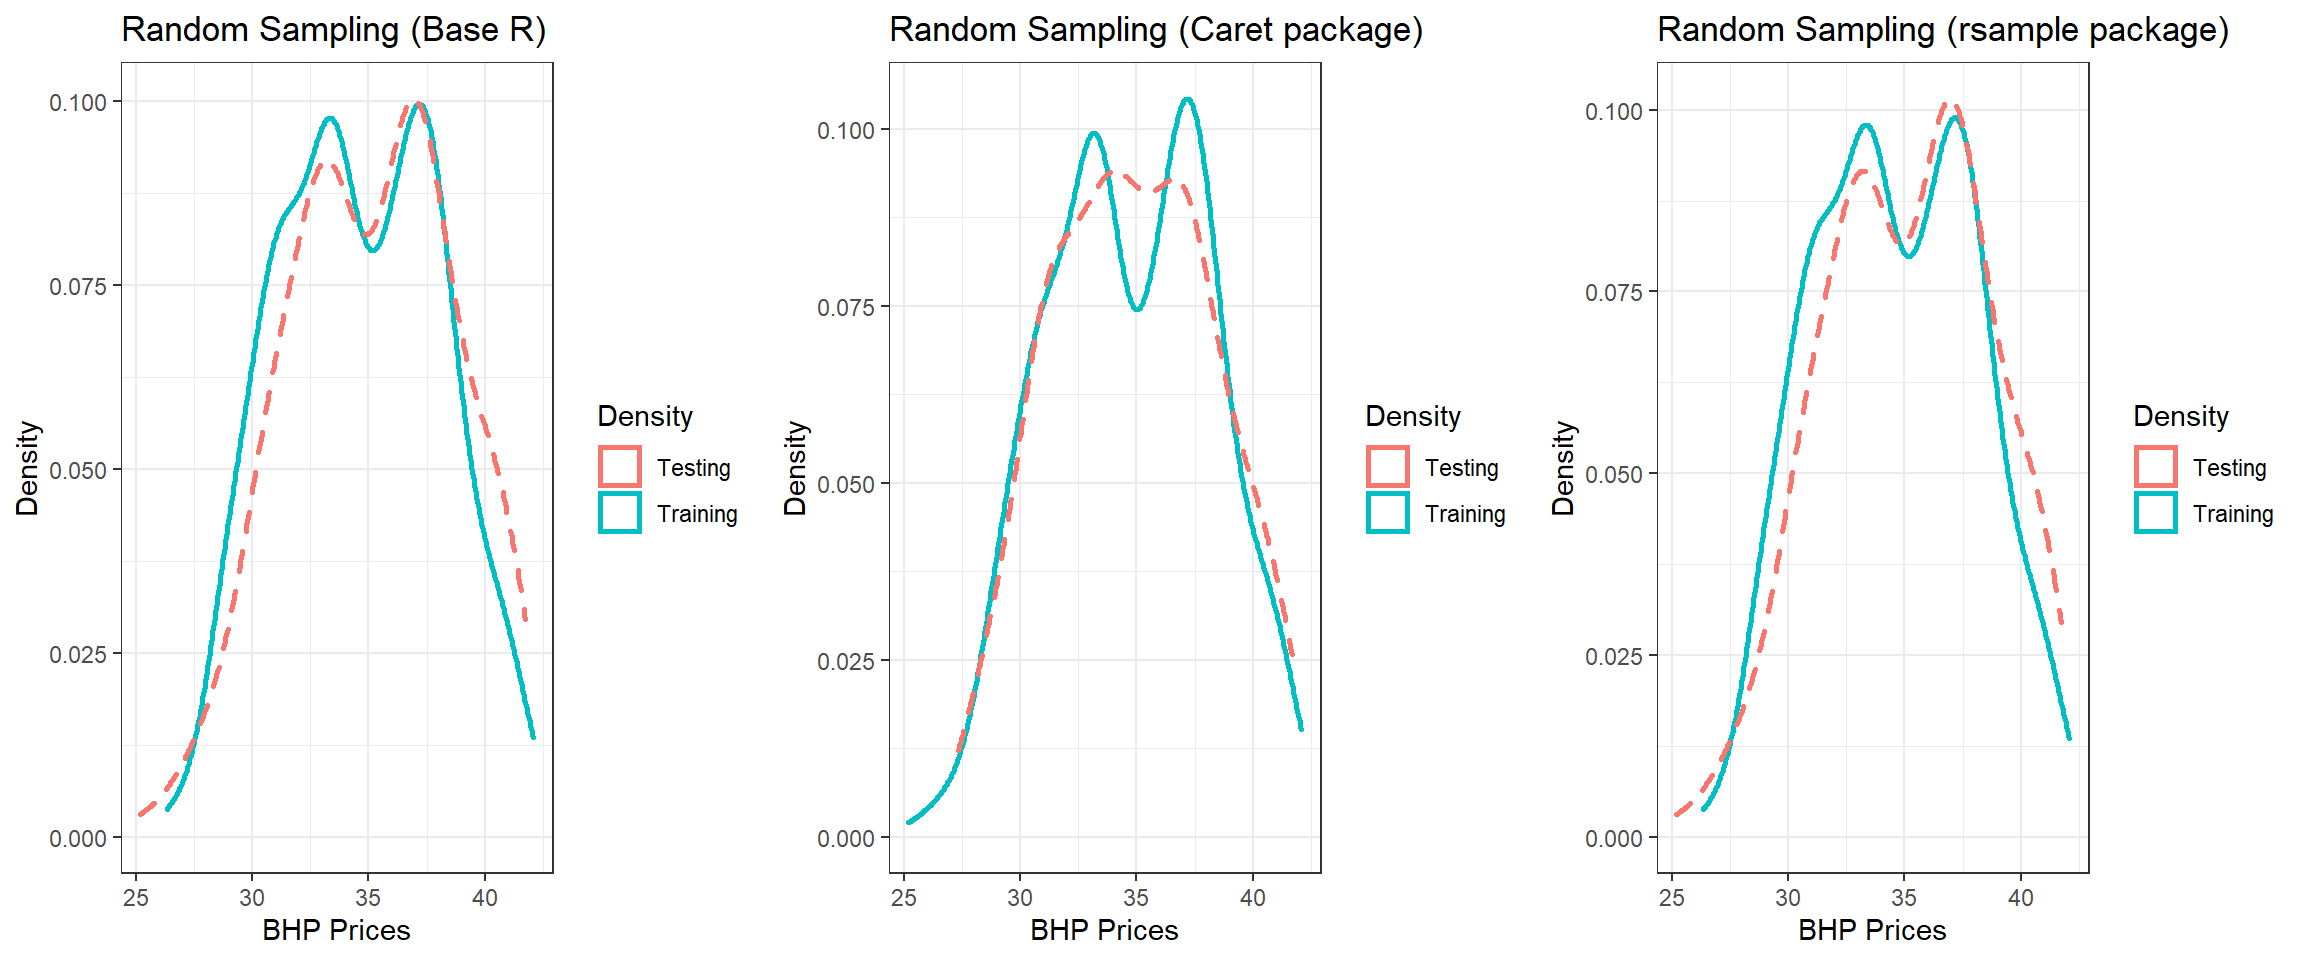 Random Sampling (Base R)
Density
0.100
0.075
0.050
0.025
0.000
25 30 35 40
BHP Prices
Density
Testing
Training
Random Sampling (Caret package)
Density
0.100
0.075
0.050
0.025
0.000
25 30 35 40
BHP Prices
Density
Testing
Training
Random Sampling (rsample package)
Density
0.100
0.075
0.050
0.025
0.000
25 30 35 40
BHP Prices
Density
Testing
Training